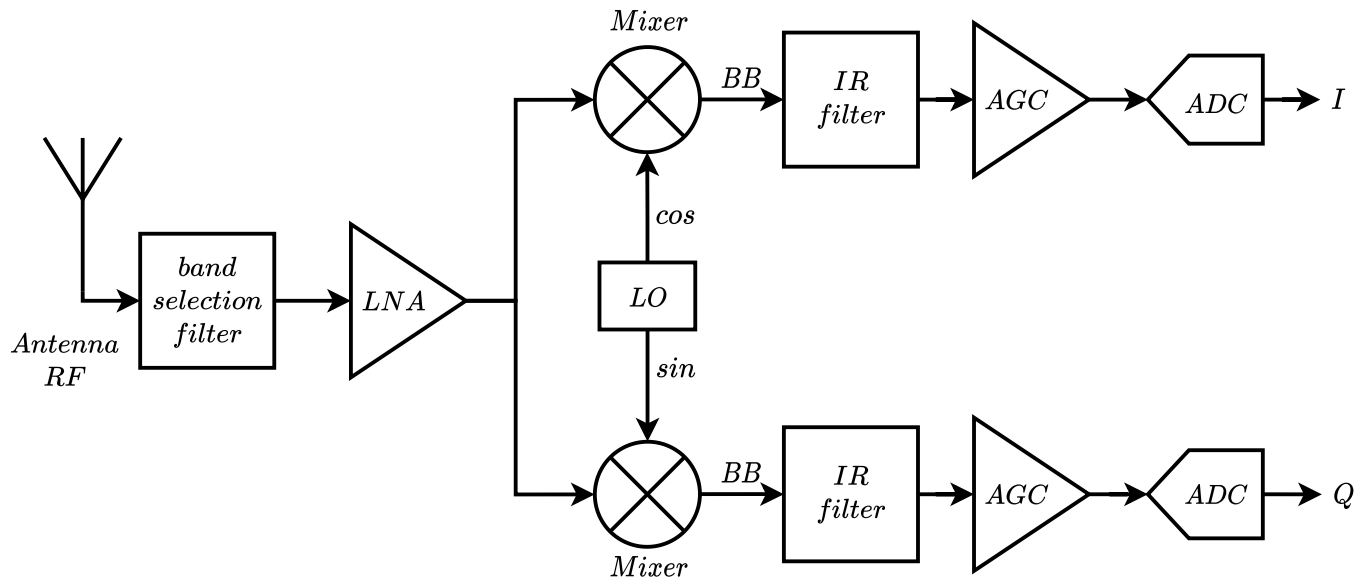 Mixer
BB
IR
filter
AGC
ADC
I
cos
band
selection
filter
LNA
LO
Antenna
RF
sin
BB
IR
filter
AGC
ADC
Q
Mixer